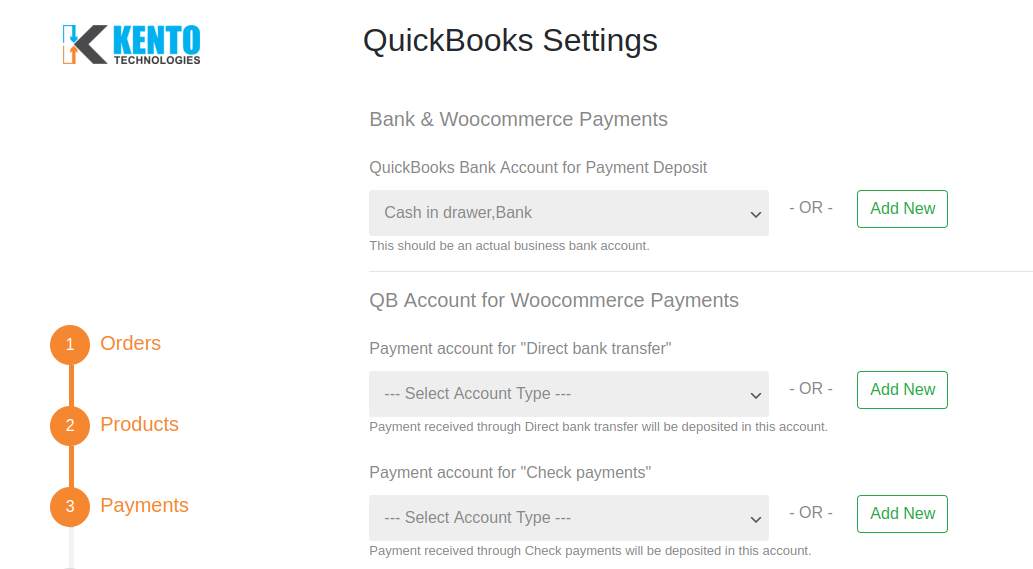 KENTO
TECHNOLOGIES
QuickBooks Settings
Bank & Woocommerce Payments
QuickBooks Bank Account for Payment Deposit
Cash in drawer,Bank
- OR -
Add New
This should be an actual business bank account.
QB Account for Woocommerce Payments
1 Orders
Payment account for "Direct bank transfer"
--- Select Account Type ---
- OR -
Add New
2 Products
Payment received through Direct bank transfer will be deposited in this account.
Payment account for "Check payments"
3 Payments
--- Select Account Type ---
- OR -
Add New
Payment received through Check payments will be deposited in this account.